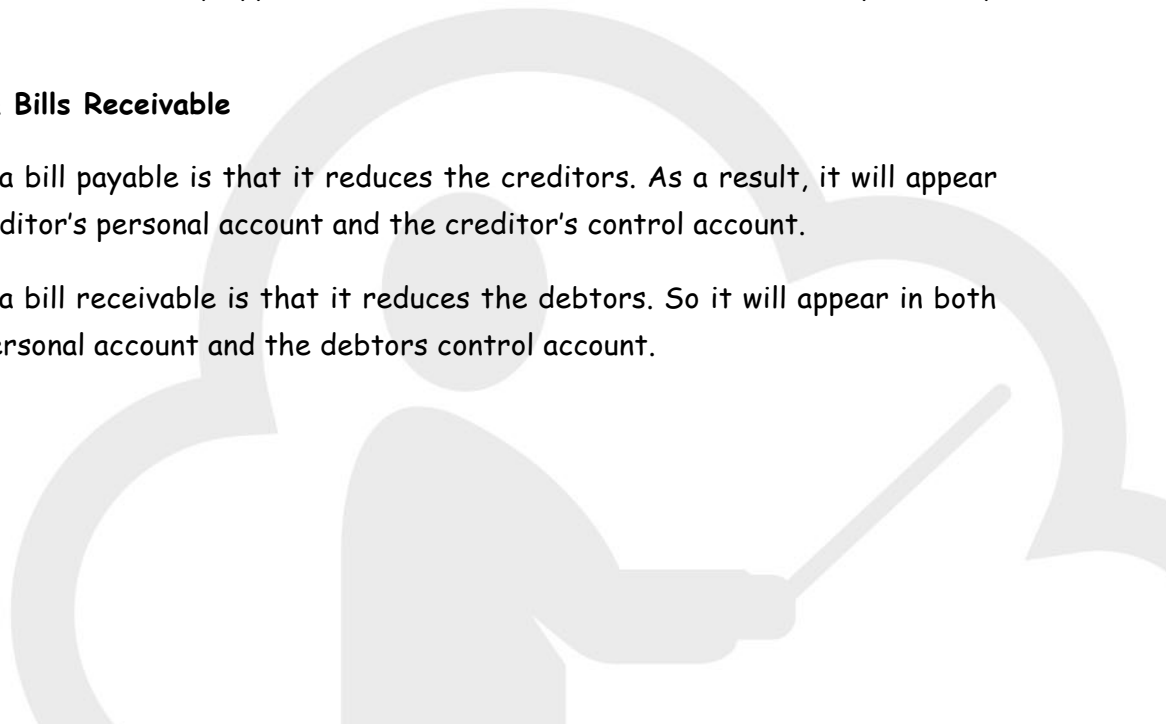 Bills Receivable
a bill payable is that it reduces the creditors. As a result, it will appear
ditor's personal account and the creditor's control account.
a bill receivable is that it reduces the debtors. So it will appear in both
ersonal account and the debtors control account.